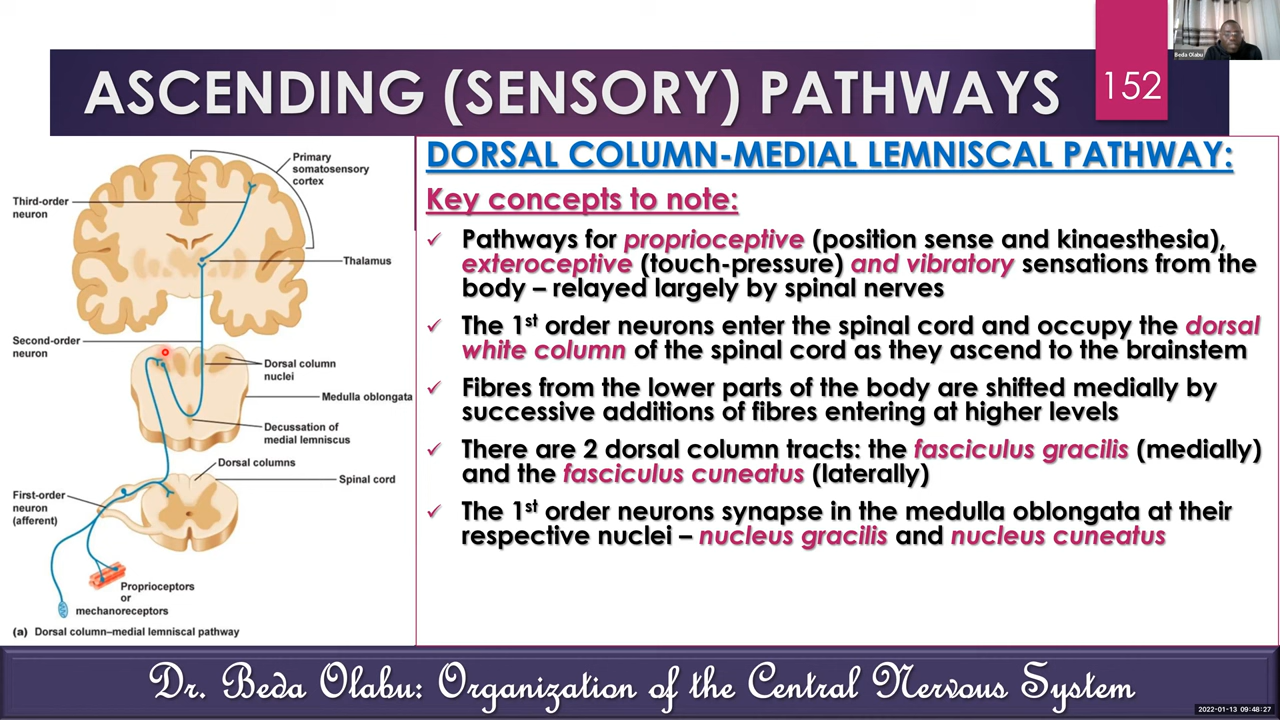 Beda Olabu
ASCENDING (SENSORY) PATHWAYS
152
Primary
somatosensory
cortex
Third-order
neuron
Thalamus
Second-order
neuron
Dorsal column
nuclei
Medulla oblongata
Decussation of
medial lemniscus
Dorsal columns
Spinal cord
First-order
neuron
(afferent)
Proprioceptors
or
mechanoreceptors
(a) Dorsal column–medial lemniscal pathway
DORSAL COLUMN-MEDIAL LEMNISCAL PATHWAY:
Key concepts to note:
✓ Pathways for proprioceptive (position sense and kinaesthesia),
exteroceptive (touch-pressure) and vibratory sensations from the
body – relayed largely by spinal nerves
✓ The 1st order neurons enter the spinal cord and occupy the dorsal
white column of the spinal cord as they ascend to the brainstem
✓ Fibres from the lower parts of the body are shifted medially by
successive additions of fibres entering at higher levels
✓ There are 2 dorsal column tracts: the fasciculus gracilis (medially)
and the fasciculus cuneatus (laterally)
✓ The 1st order neurons synapse in the medulla oblongata at their
respective nuclei – nucleus gracilis and nucleus cuneatus
Dr. Beda Olabu: Organization of the Central Nervous System
2022-01-13 09:48:27